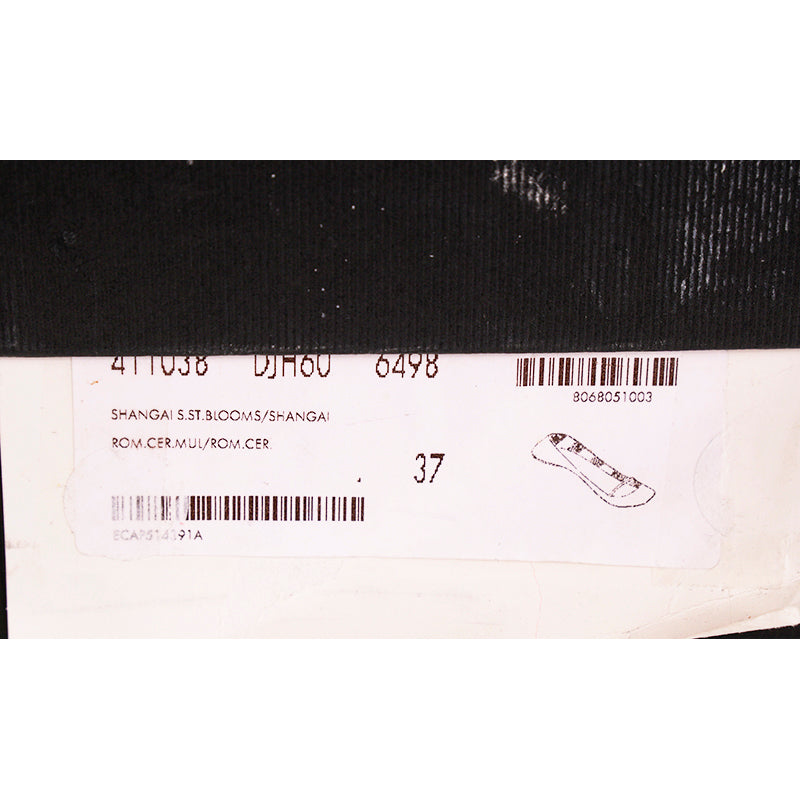 411038 DJH60 6498
8068051003
SHANGAI S.ST.BLOOMS/SHANGAI
ROM.CER.MUL/ROM.CER.
37
ECAP514391A